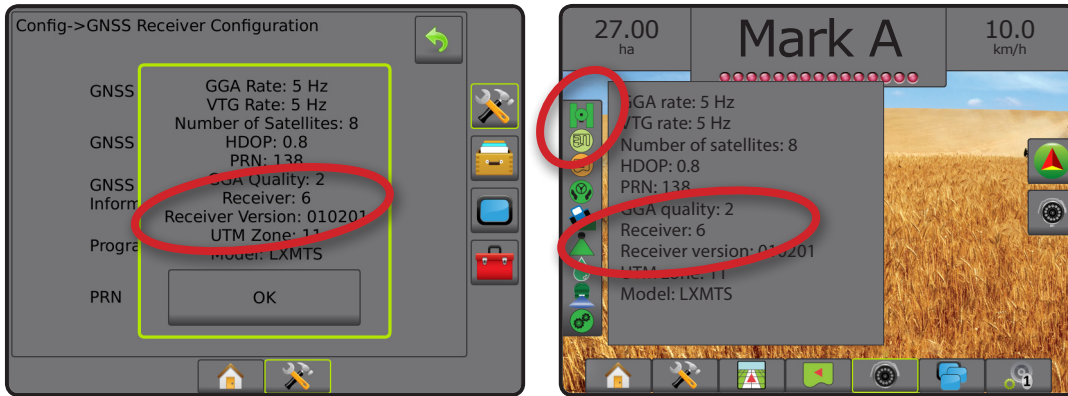 Config->GNSS Receiver Configuration
GNSS
GNSS
GNSS
Inform
Progra
PRN
GGA Rate: 5 Hz
VTG Rate: 5 Hz
Number of Satellites: 8
HDOP: 0.8
PRN: 138
GGA Quality: 2
Receiver: 6
Receiver Version: 010201
UTM Zone: 11
Model: LXMTS
OK
27.00
ha
Mark A
10.0
km/h
GGA rate: 5 Hz
VTG rate: 5 Hz
Number of satellites: 8
HDOP: 0.8
PRN: 138
GGA quality: 2
Receiver: 6
Receiver version: 010201
UTM zone: 11
Model: LXMTS
1